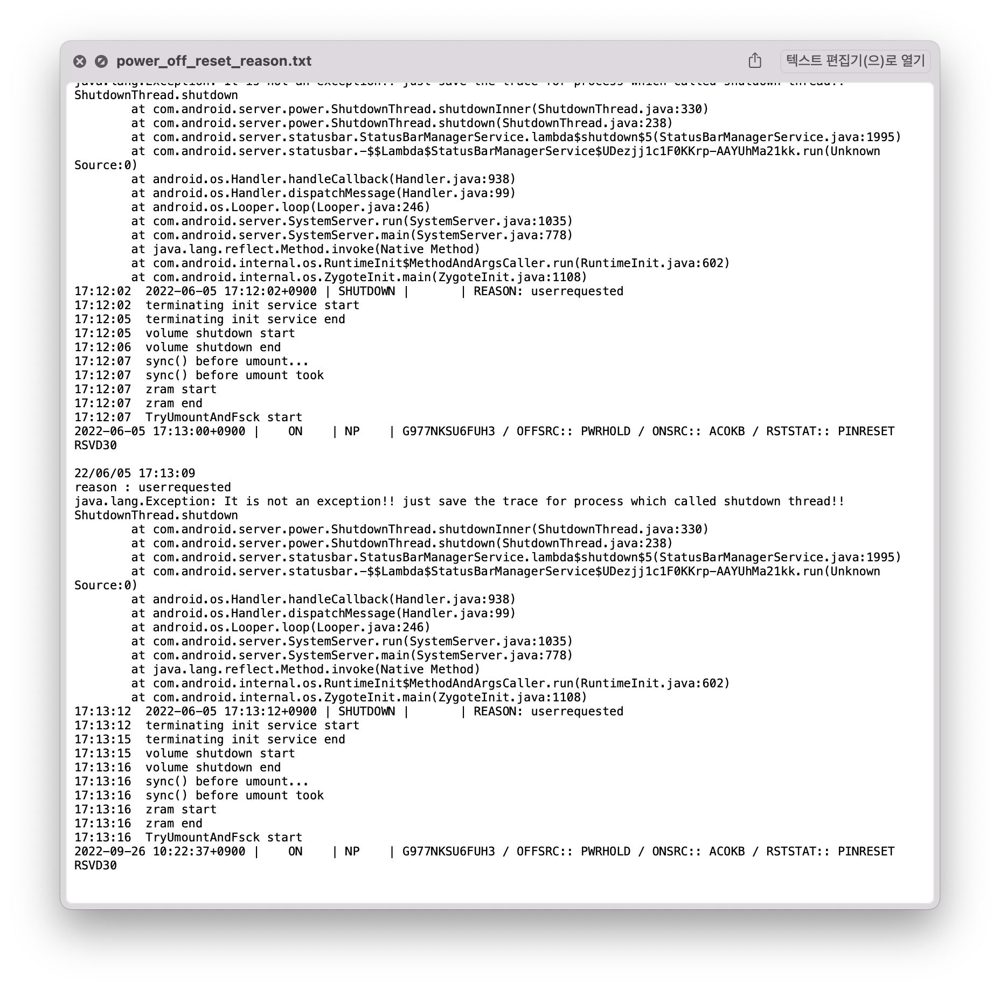 power_off_reset_reason.txt
텍스트 편집기(으)로 열기
java.lang.Exception: It is not an exception!! just save the trace for process which called shutdown thread!!
ShutdownThread.shutdown
at com.android.server.power.ShutdownThread.shutdownInner(ShutdownThread.java:330)
at com.android.server.power.ShutdownThread.shutdown(ShutdownThread.java:238)
at com.android.server.statusbar.StatusBarManagerService.lambda$shutdown$5(StatusBarManagerService.java:1995)
at com.android.server.statusbar.-$$Lambda$StatusBarManagerService$UDezjj1c1F0KKrp-AAYUhMa21kk.run(Unknown
Source:0)
at android.os.Handler.handleCallback(Handler.java:938)
at android.os.Handler.dispatchMessage(Handler.java:99)
at android.os.Looper.loop(Looper.java:246)
at com.android.server.SystemServer.run(SystemServer.java:1035)
at com.android.server.SystemServer.main(SystemServer.java:778)
at java.lang.reflect.Method.invoke(Native Method)
at com.android.internal.os.RuntimeInit$MethodAndArgsCaller.run(RuntimeInit.java:602)
at com.android.internal.os.ZygoteInit.main(ZygoteInit.java:1108)
17:12:02  2022-06-05 17:12:02+0900 | SHUTDOWN |       | REASON: userrequested
17:12:02  terminating init service start
17:12:05  terminating init service end
17:12:05  volume shutdown start
17:12:06  volume shutdown end
17:12:07  sync() before umount...
17:12:07  sync() before umount took
17:12:07  zram start
17:12:07  zram end
17:12:07  TryUmountAndFsck start
2022-06-05 17:13:00+0900 |    ON    | NP    | G977NKSU6FUH3 / OFFSRC:: PWRHOLD / ONSRC:: ACOKB / RSTSTAT:: PINRESET
RSVD30
22/06/05 17:13:09
reason : userrequested
java.lang.Exception: It is not an exception!! just save the trace for process which called shutdown thread!!
ShutdownThread.shutdown
at com.android.server.power.ShutdownThread.shutdownInner(ShutdownThread.java:330)
at com.android.server.power.ShutdownThread.shutdown(ShutdownThread.java:238)
at com.android.server.statusbar.StatusBarManagerService.lambda$shutdown$5(StatusBarManagerService.java:1995)
at com.android.server.statusbar.-$$Lambda$StatusBarManagerService$UDezjj1c1F0KKrp-AAYUhMa21kk.run(Unknown
Source:0)
at android.os.Handler.handleCallback(Handler.java:938)
at android.os.Handler.dispatchMessage(Handler.java:99)
at android.os.Looper.loop(Looper.java:246)
at com.android.server.SystemServer.run(SystemServer.java:1035)
at com.android.server.SystemServer.main(SystemServer.java:778)
at java.lang.reflect.Method.invoke(Native Method)
at com.android.internal.os.RuntimeInit$MethodAndArgsCaller.run(RuntimeInit.java:602)
at com.android.internal.os.ZygoteInit.main(ZygoteInit.java:1108)
17:13:12  2022-06-05 17:13:12+0900 | SHUTDOWN |       | REASON: userrequested
17:13:12  terminating init service start
17:13:15  terminating init service end
17:13:15  volume shutdown start
17:13:16  volume shutdown end
17:13:16  sync() before umount...
17:13:16  sync() before umount took
17:13:16  zram start
17:13:16  zram end
17:13:16  TryUmountAndFsck start
2022-09-26 10:22:37+0900 |    ON    | NP    | G977NKSU6FUH3 / OFFSRC:: PWRHOLD / ONSRC:: ACOKB / RSTSTAT:: PINRESET
RSVD30